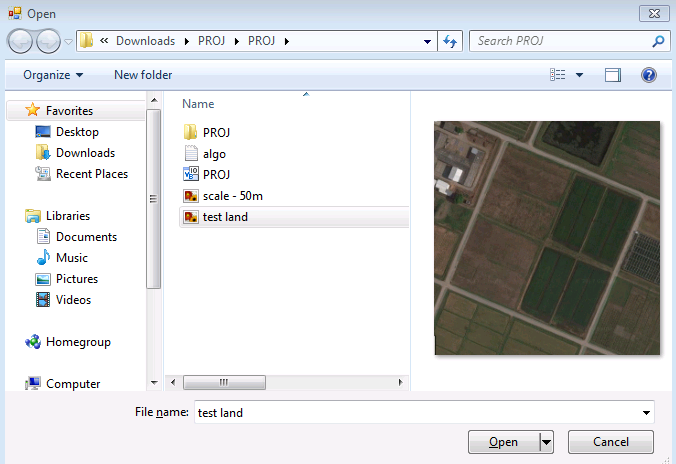 Open
« Downloads ▸ PROJ ▸ PROJ ▸
Search PROJ
Organize
New folder
Favorites
Desktop
Downloads
Recent Places
Libraries
Documents
Music
Pictures
Videos
Homegroup
Computer
Name
PROJ
algo
PROJ
scale - 50m
test land
File name: test land
Open
Cancel